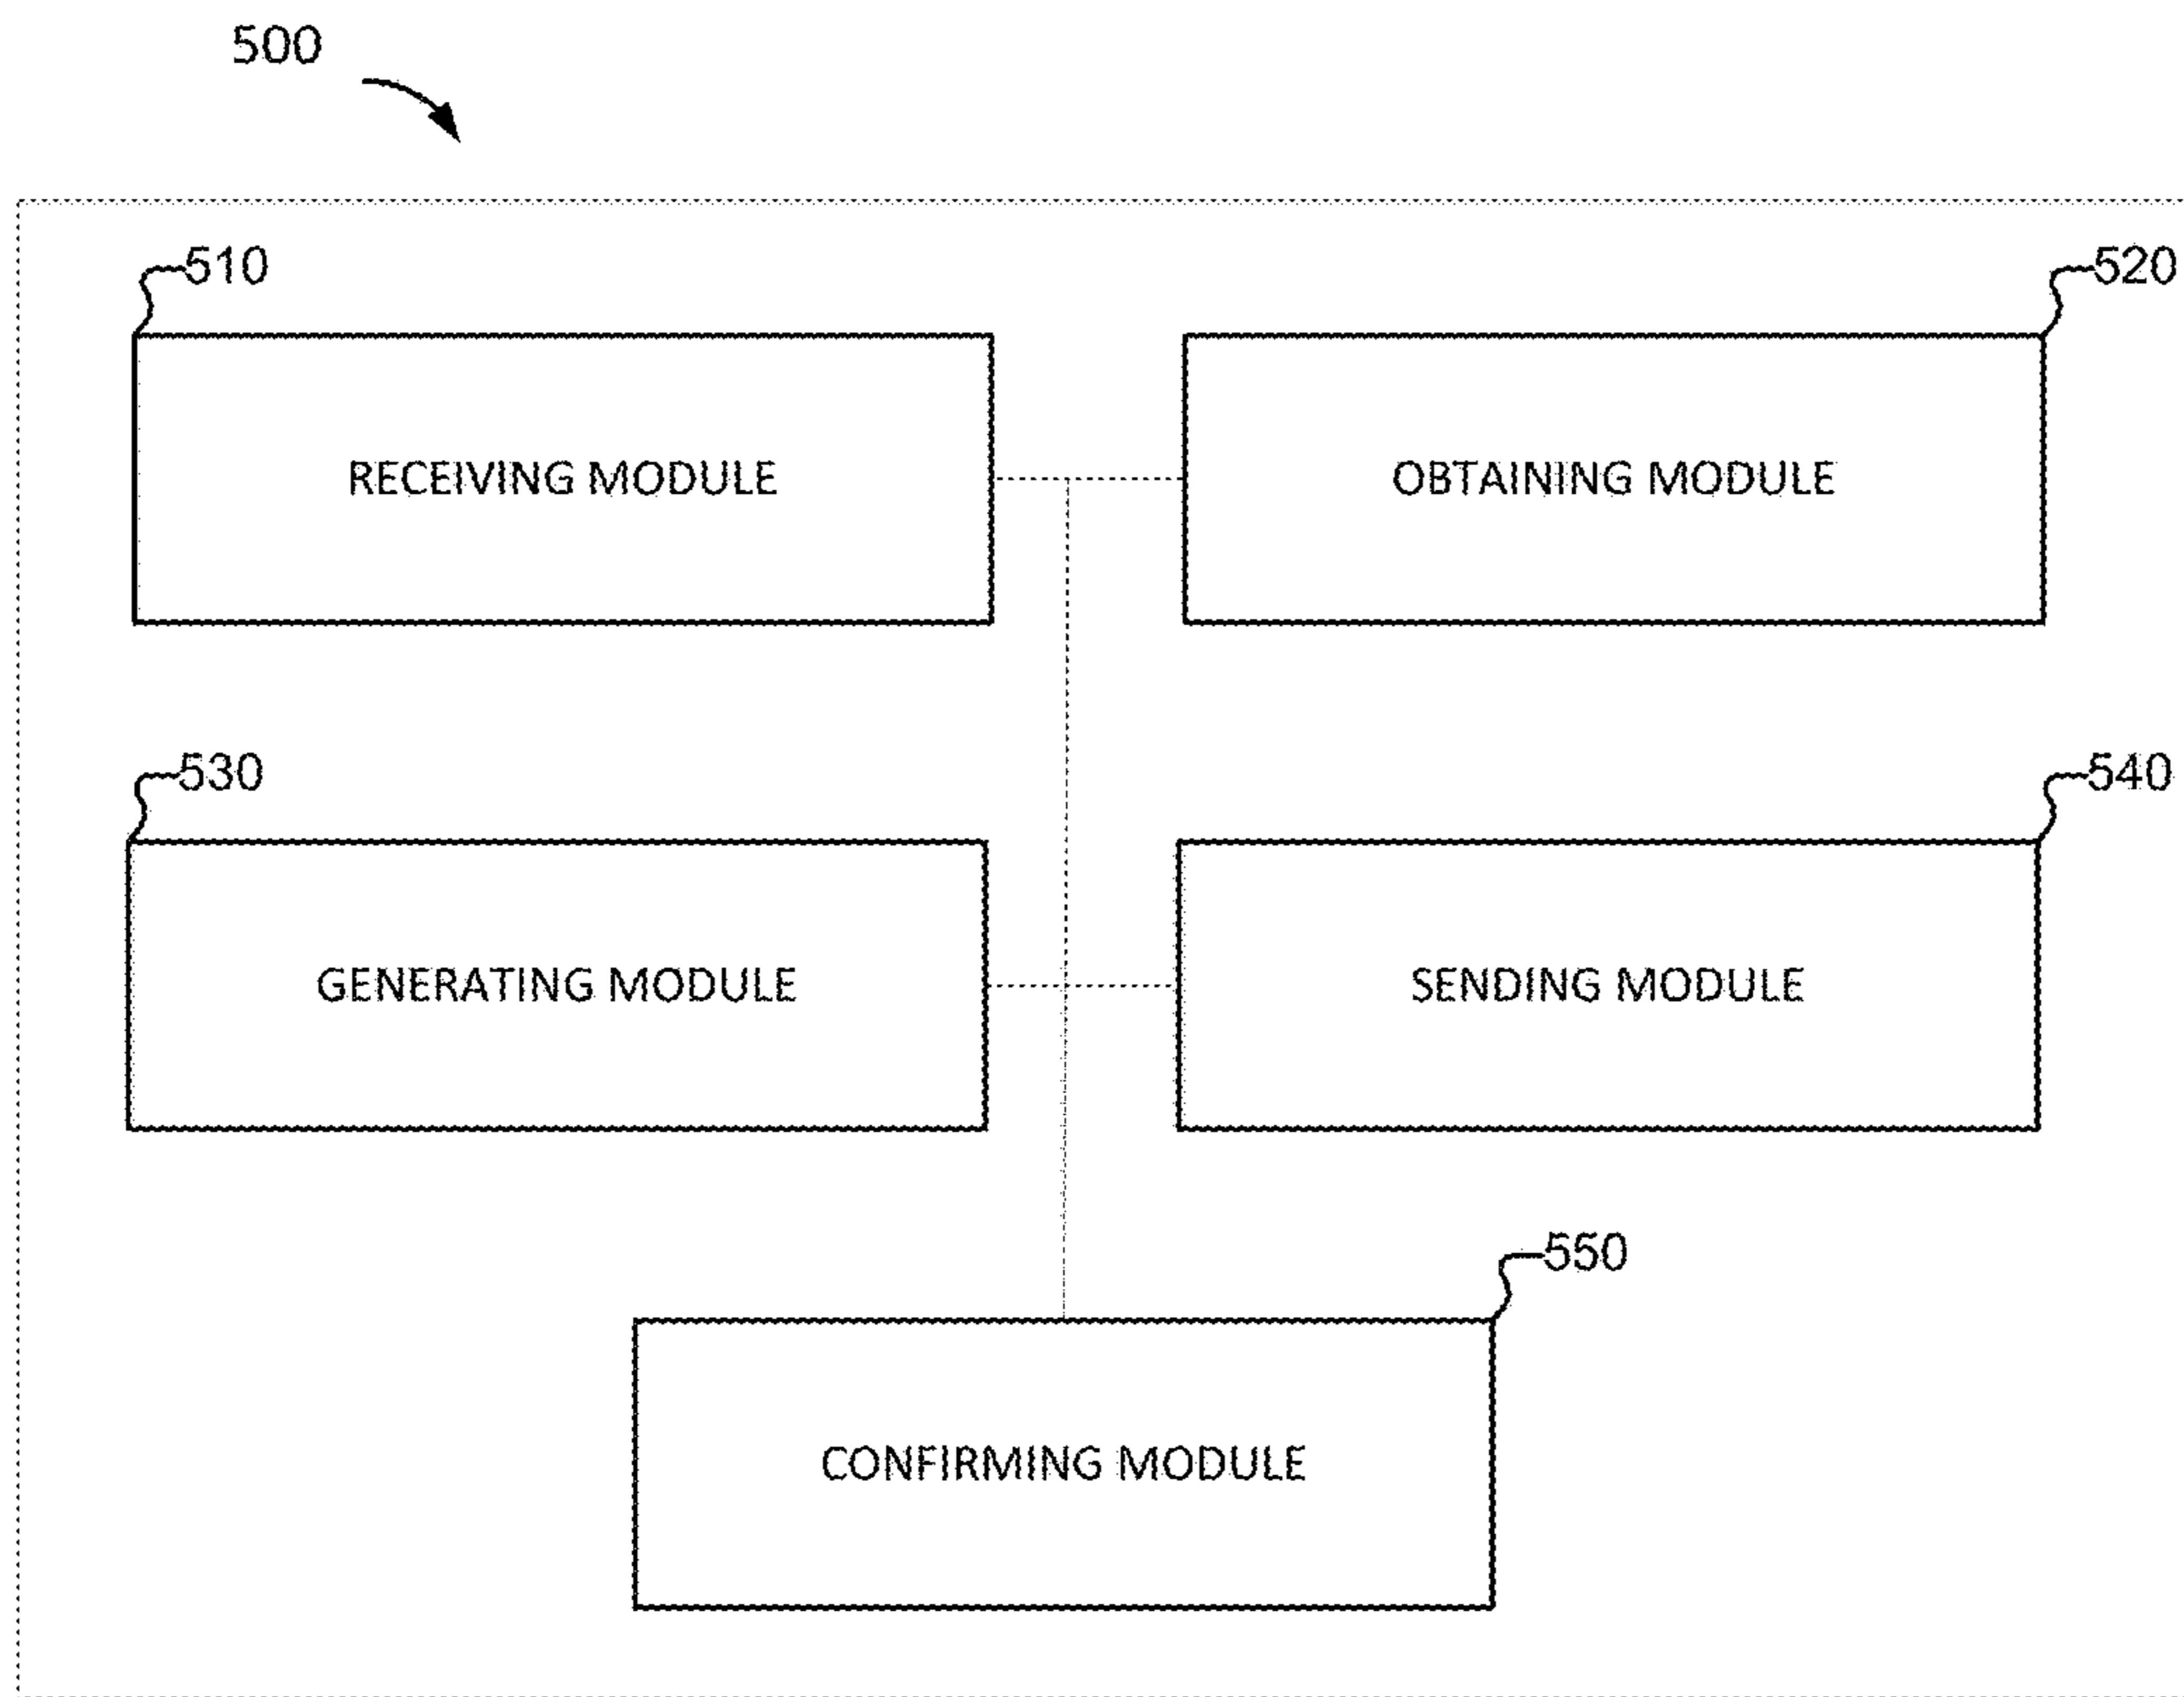 500
510
520
RECEIVING MODULE
OBTAINING MODULE
530
540
GENERATING MODULE
SENDING MODULE
550
CONFIRMING MODULE